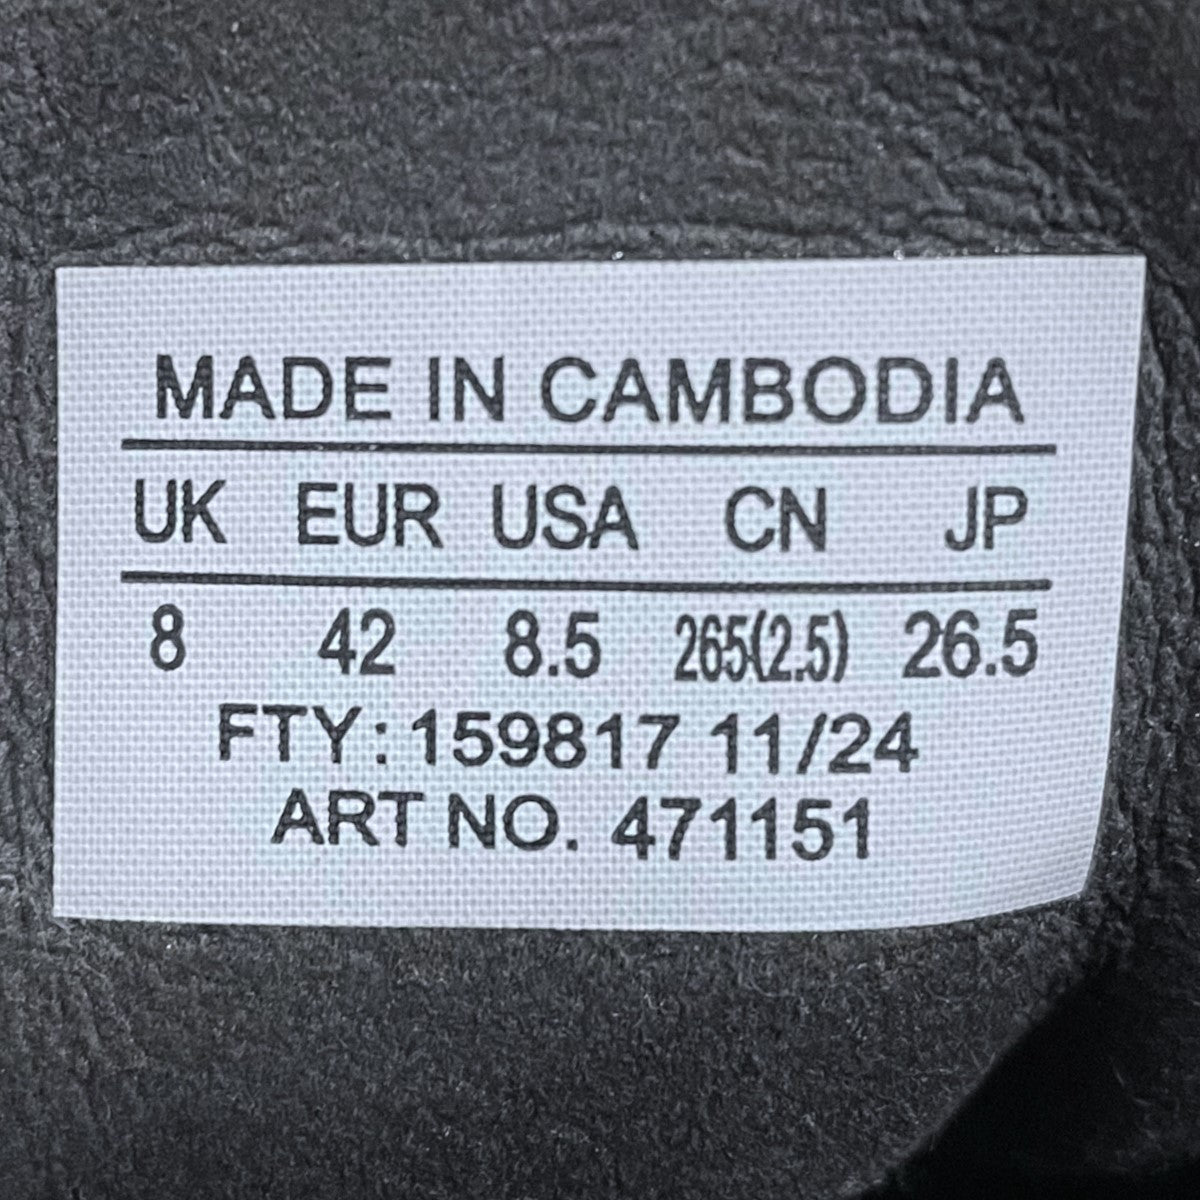 MADE IN CAMBODIA
UK EUR USA CN JP
8 42 8.5 265(2.5) 26.5
FTY: 159817 11/24
ART NO. 471151